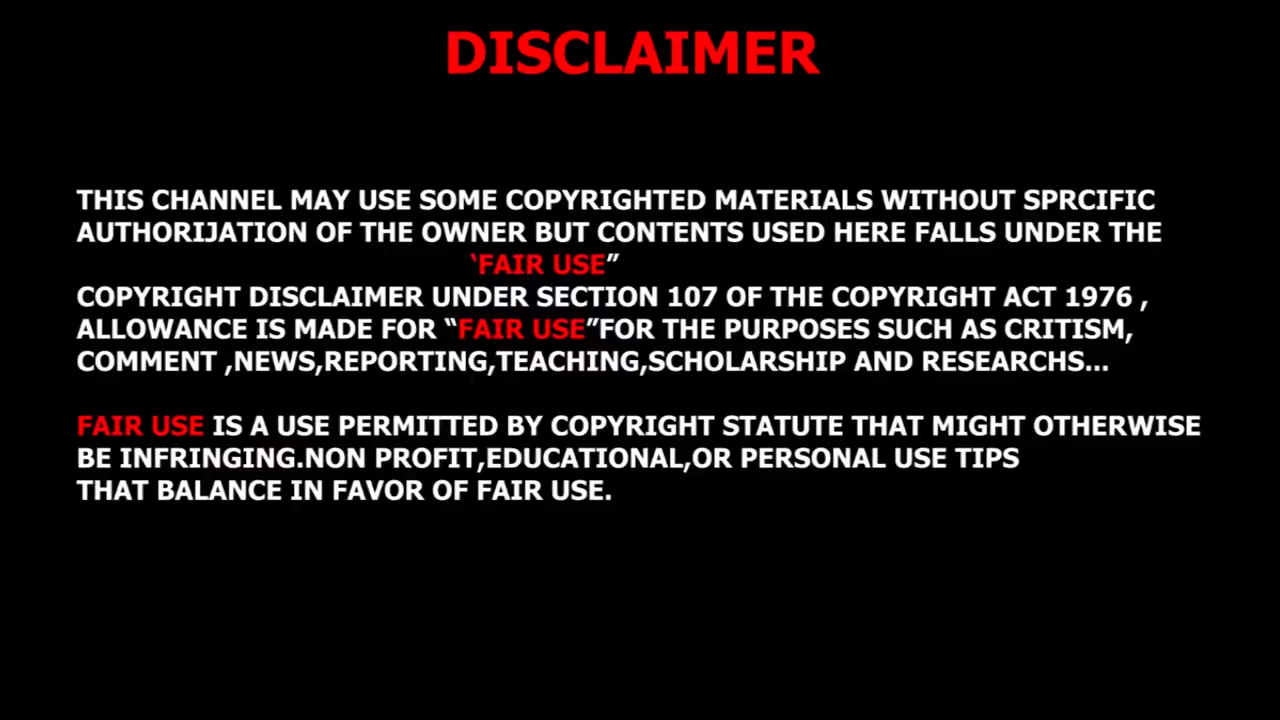 DISCLAIMER
THIS CHANNEL MAY USE SOME COPYRIGHTED MATERIALS WITHOUT SPRCIFIC
AUTHORIJATION OF THE OWNER BUT CONTENTS USED HERE FALLS UNDER THE
‘FAIR USE”
COPYRIGHT DISCLAIMER UNDER SECTION 107 OF THE COPYRIGHT ACT 1976 ,
ALLOWANCE IS MADE FOR “FAIR USE”FOR THE PURPOSES SUCH AS CRITISM,
COMMENT ,NEWS,REPORTING,TEACHING,SCHOLARSHIP AND RESEARCHS...
FAIR USE IS A USE PERMITTED BY COPYRIGHT STATUTE THAT MIGHT OTHERWISE
BE INFRINGING.NON PROFIT,EDUCATIONAL,OR PERSONAL USE TIPS
THAT BALANCE IN FAVOR OF FAIR USE.